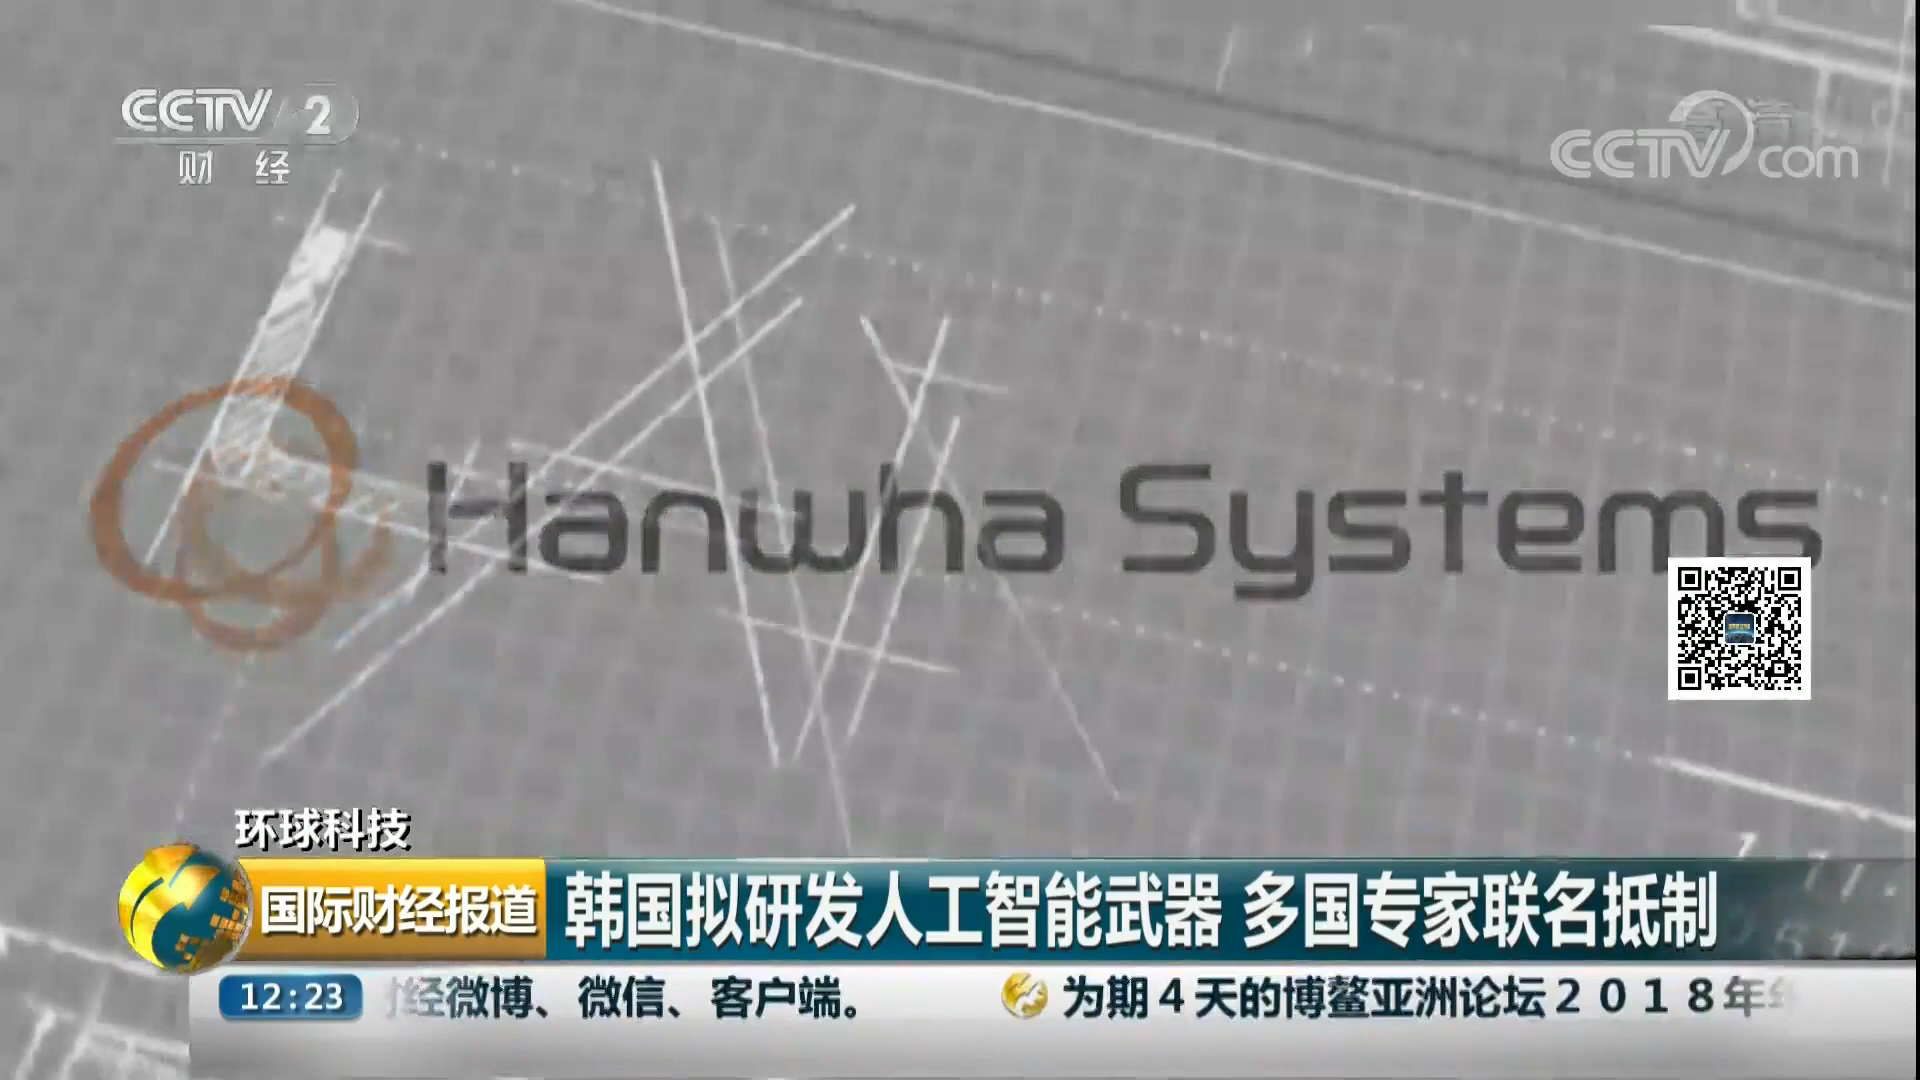 CCTV 2
财 经
高清
CCTV com
Hanwha Systems
环球科技
国际财经报道
韩国拟研发人工智能武器 多国专家联名抵制
12:23
经微博、微信、客户端。
为期4天的博鳌亚洲论坛2018年